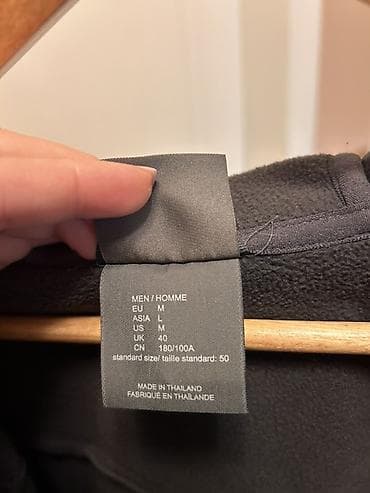 MEN / HOMME
EU M
ASIA L
US M
UK 40
CN 180/100A
standard size/ taille standard: 50
MADE IN THAILAND
FABRIQUÉ EN THAÏLANDE